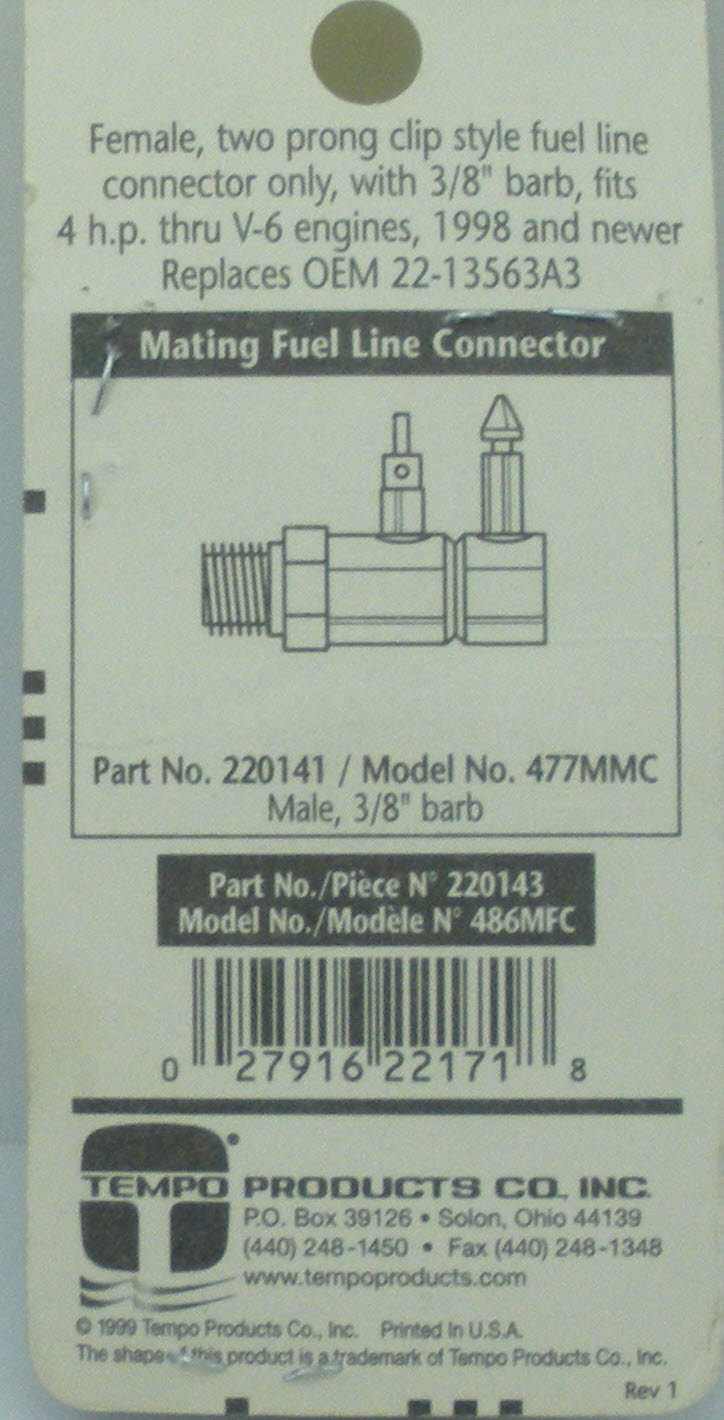 Female, two prong clip style fuel line
connector only, with 3/8" barb, fits
4 h.p. thru V-6 engines, 1998 and newer
Replaces OEM 22-13563A3
Mating Fuel Line Connector
Part No. 220141 / Model No. 477MMC
Male, 3/8" barb
Part No./Pièce N° 220143
Model No./Modèle N° 486MFC
0 27916 22171 8
TEMPO PRODUCTS CO., INC.
P.O. Box 39126 • Solon, Ohio 44139
(440) 248-1450 • Fax (440) 248-1348
www.tempoproducts.com
© 1999 Tempo Products Co., Inc. Printed In U.S.A.
The shape of this product is a trademark of Tempo Products Co., Inc.
Rev 1